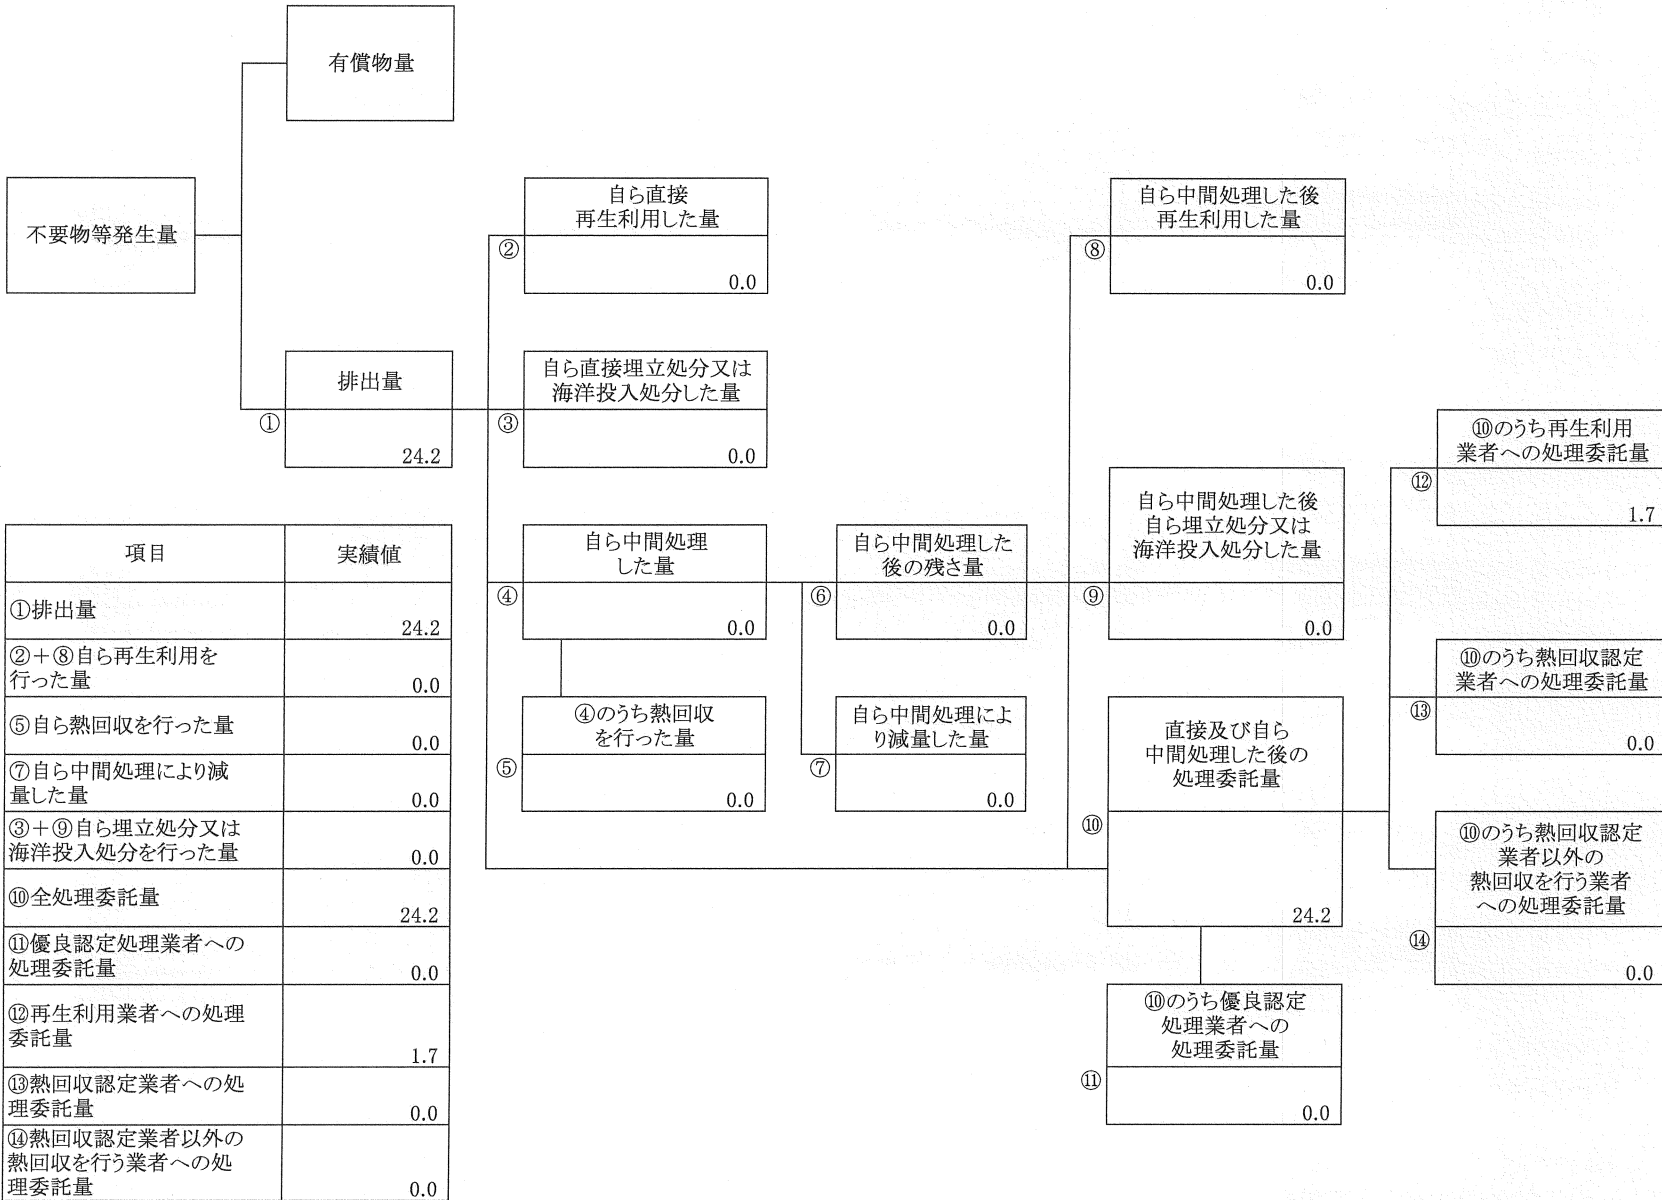 有償物量
不要物等発生量
排出量
①
24.2
自ら直接
再生利用した量
②
0.0
自ら直接埋立処分又は
海洋投入処分した量
③
0.0
自ら中間処理
した量
④
0.0
④のうち熱回収
を行った量
⑤
0.0
自ら中間処理した
後の残さ量
⑥
0.0
自ら中間処理によ
り減量した量
⑦
0.0
自ら中間処理した後
再生利用した量
⑧
0.0
自ら中間処理した後
自ら埋立処分又は
海洋投入処分した量
⑨
0.0
直接及び自ら
中間処理した後の
処理委託量
⑩
24.2
⑩のうち優良認定
処理業者への
処理委託量
⑪
0.0
⑩のうち再生利用
業者への処理委託量
⑫
1.7
⑩のうち熱回収認定
業者への処理委託量
⑬
0.0
⑩のうち熱回収認定
業者以外の
熱回収を行う業者
への処理委託量
⑭
0.0
項目 実績値
①排出量
24.2
②＋⑧自ら再生利用を
行った量
0.0
⑤自ら熱回収を行った量
0.0
⑦自ら中間処理により減
量した量
0.0
③＋⑨自ら埋立処分又は
海洋投入処分を行った量
0.0
⑩全処理委託量
24.2
⑪優良認定処理業者への
処理委託量
0.0
⑫再生利用業者への処理
委託量
1.7
⑬熱回収認定業者への処
理委託量
0.0
⑭熱回収認定業者以外の
熱回収を行う業者への処
理委託量
0.0